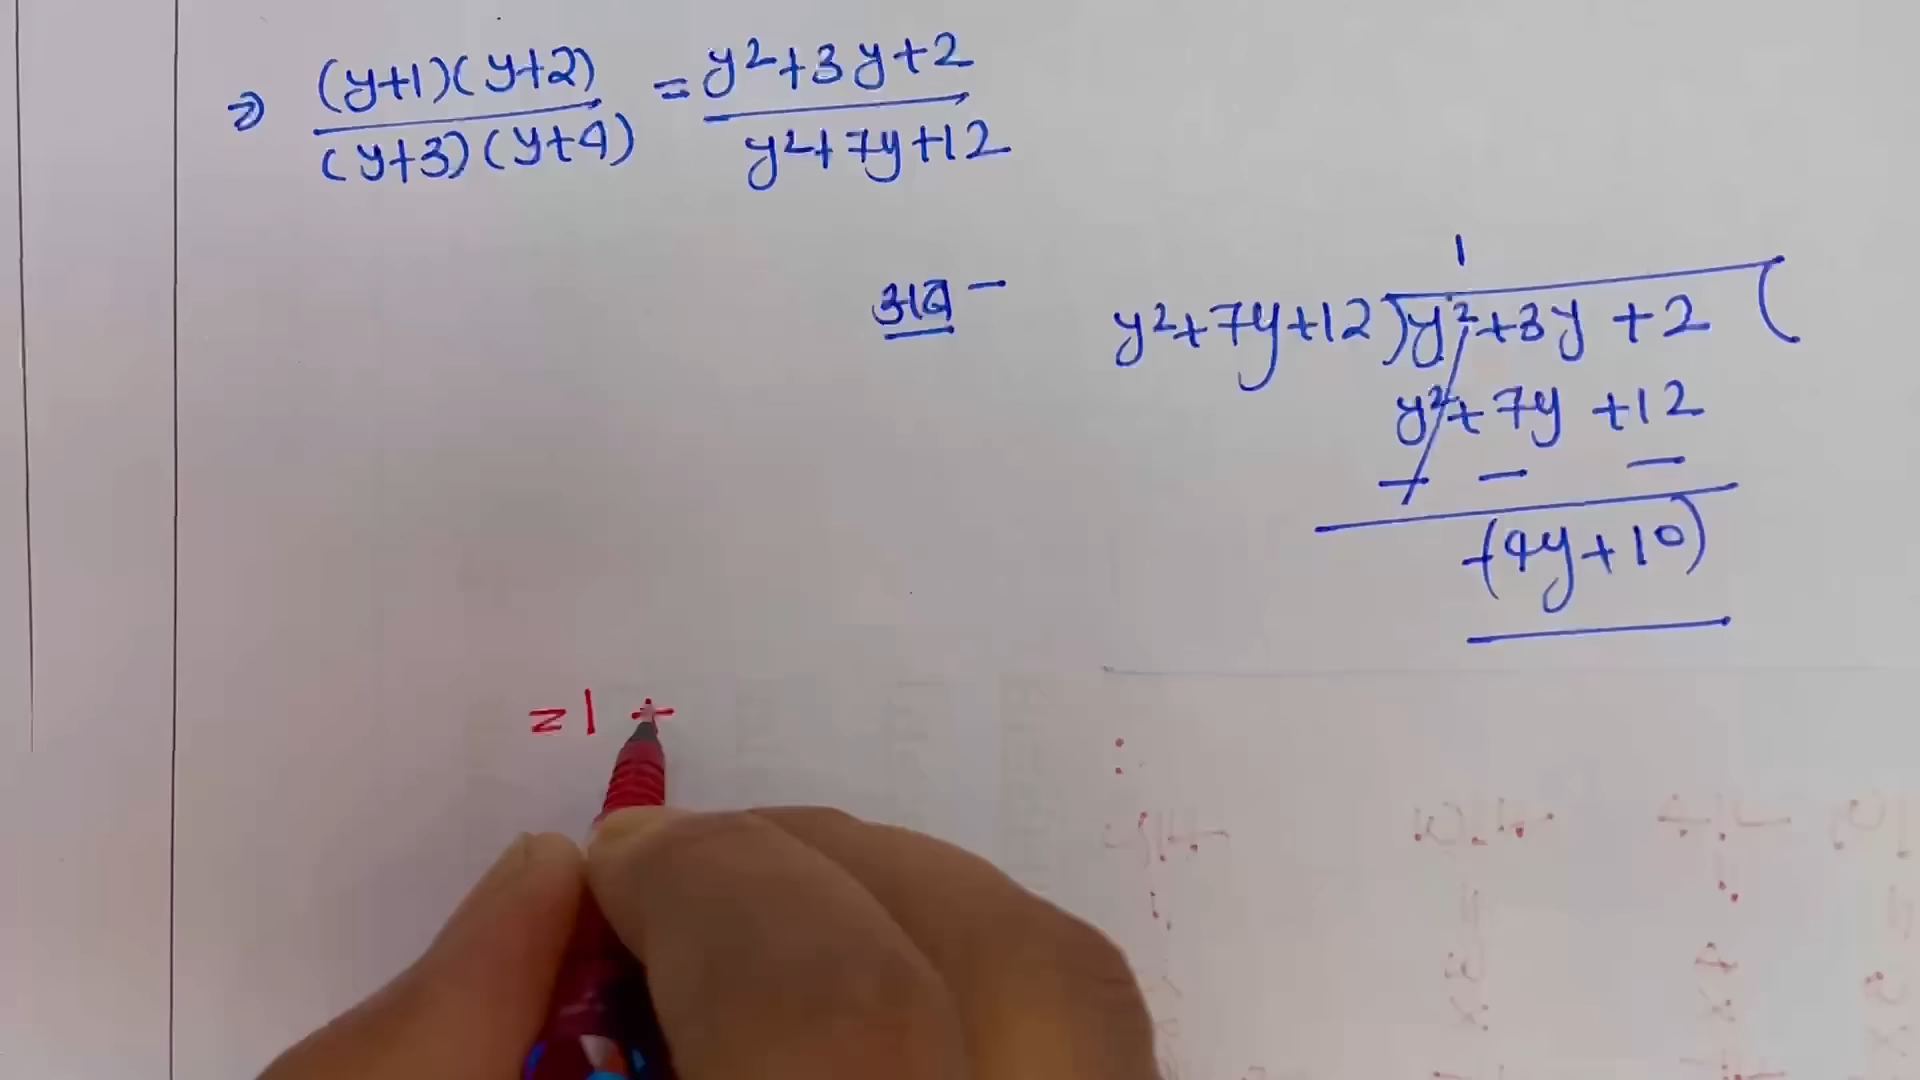 ⇒ (y+1)(y+2) / (y+3)(y+4) = y²+3y+2 / y²+7y+12
अब –
1
y²+7y+12)y²+3y+2(
y²+7y+12
– – –
-(4y+10)
=1 +